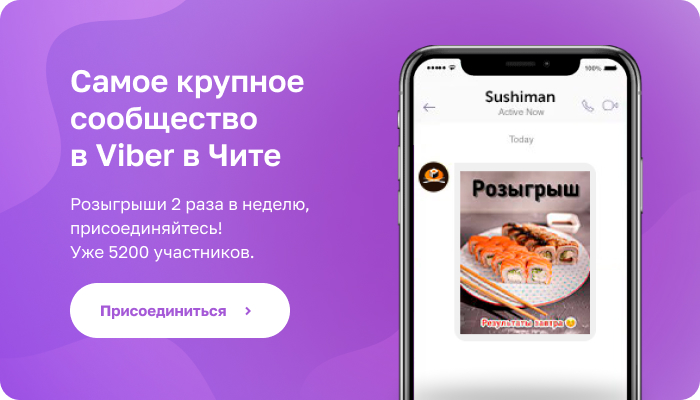 Самое крупное
сообщество
в Viber в Чите
Розыгрыши 2 раза в неделю,
присоединяйтесь!
Уже 5200 участников.
Присоединиться
100%
Sushiman
Active Now
Today
Розыгрыш
Результаты завтра 😊